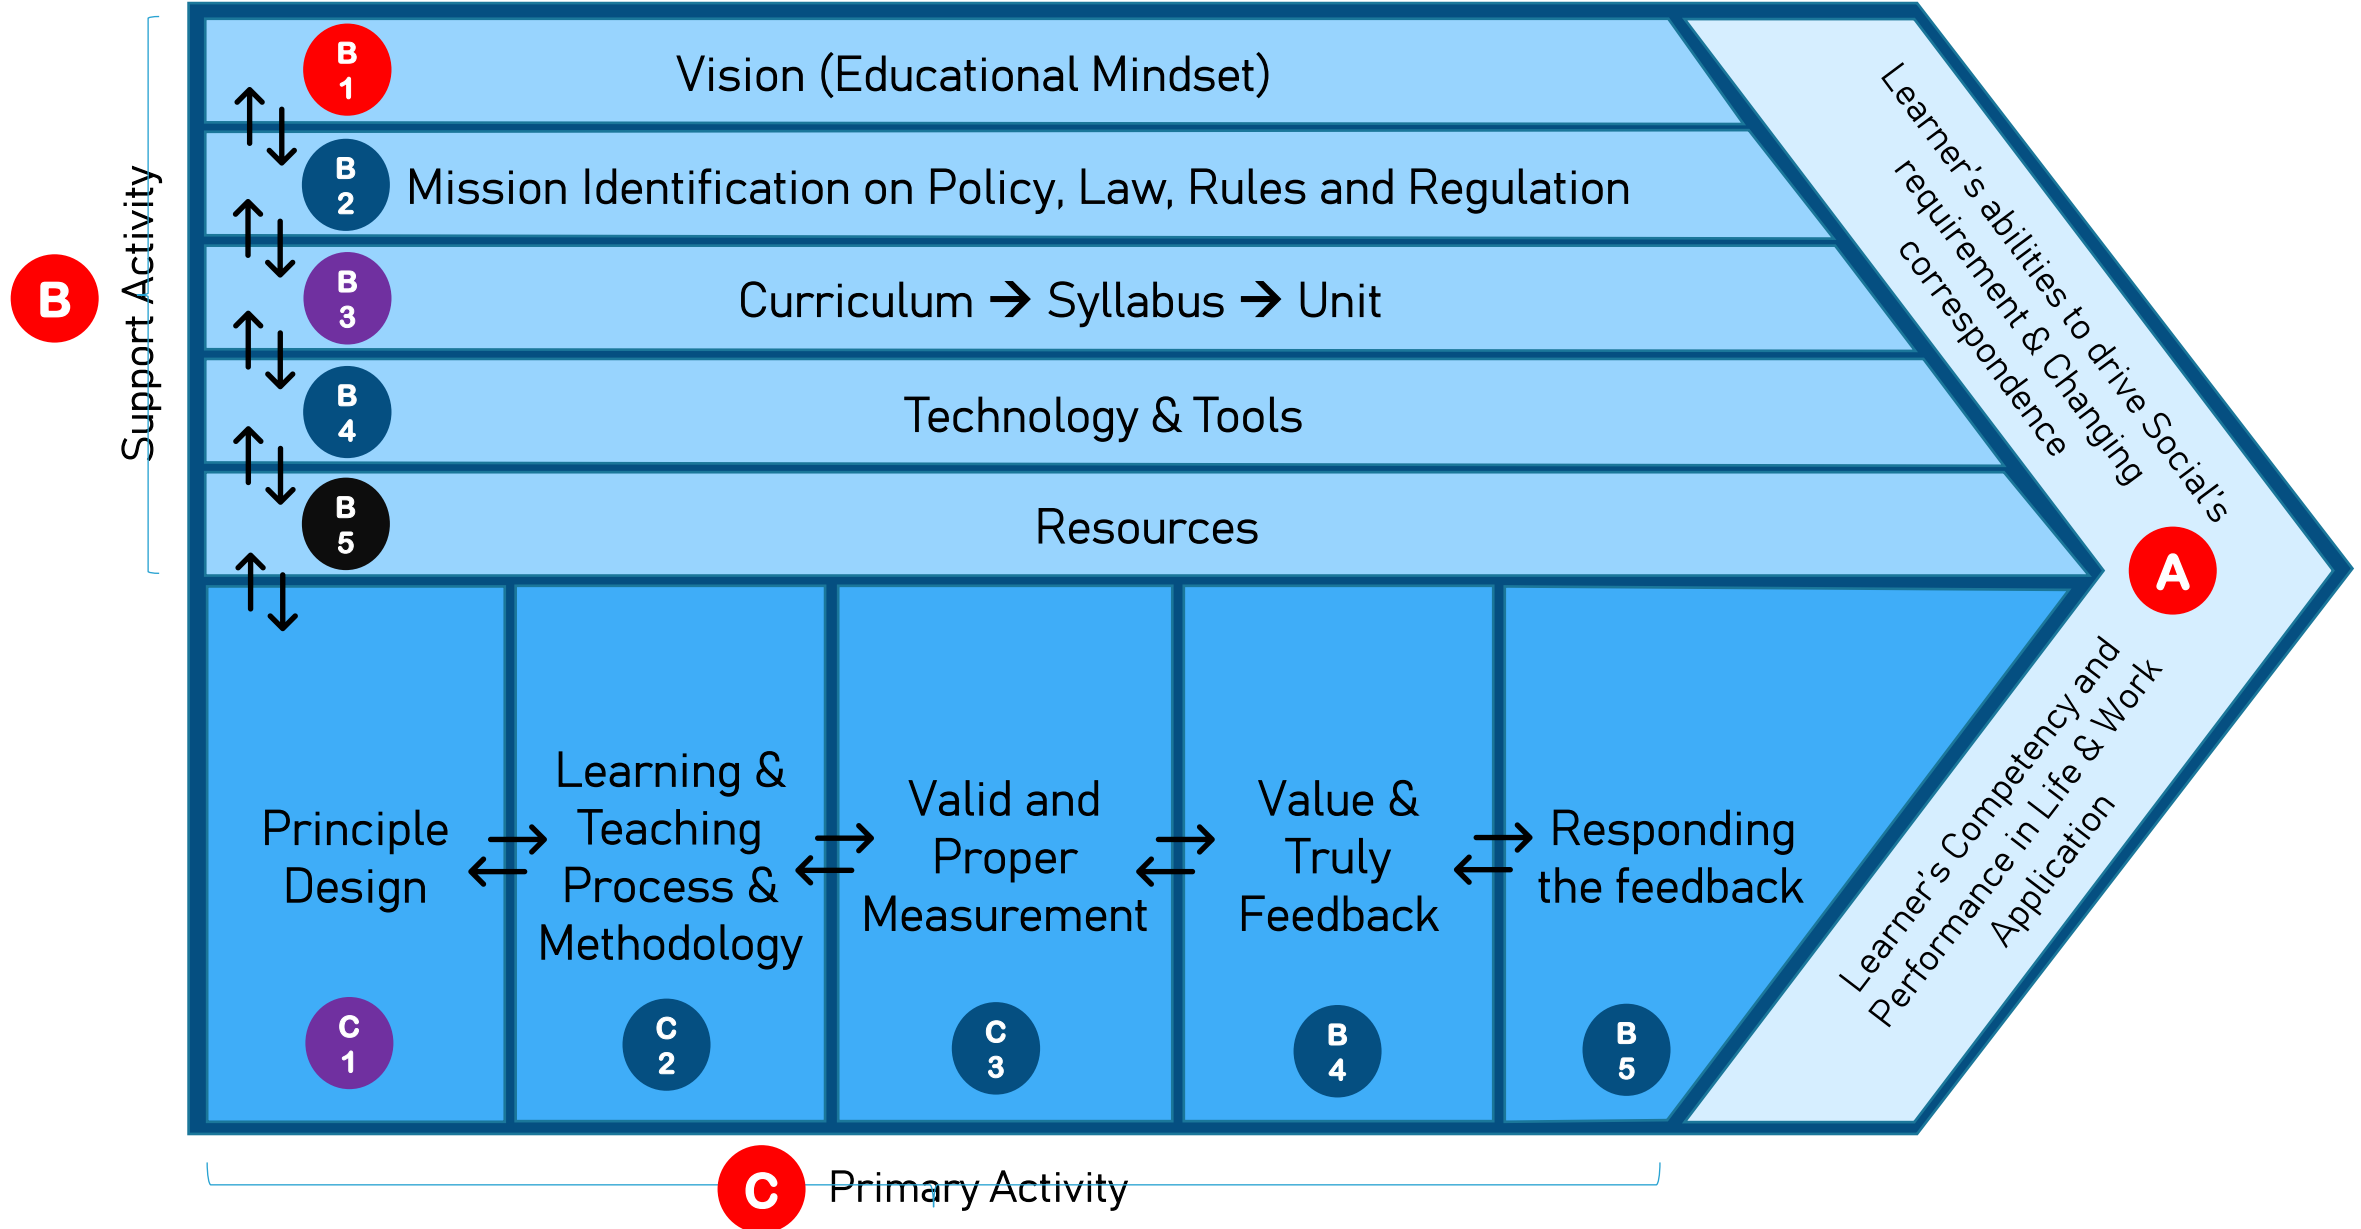 B
1
Vision (Educational Mindset)
B
2
Mission Identification on Policy, Law, Rules and Regulation
B
3
Curriculum → Syllabus → Unit
B
4
Technology & Tools
B
5
Resources
B
Support Activity
Learner's abilities to drive Social's
requirement & Changing
correspondence
A
Learner's Competency and
Performance in Life & Work
Application
Principle
Design
C
1
Learning &
Teaching
Process &
Methodology
C
2
Valid and
Proper
Measurement
C
3
Value &
Truly
Feedback
B
4
Responding
the feedback
B
5
C
Primary Activity